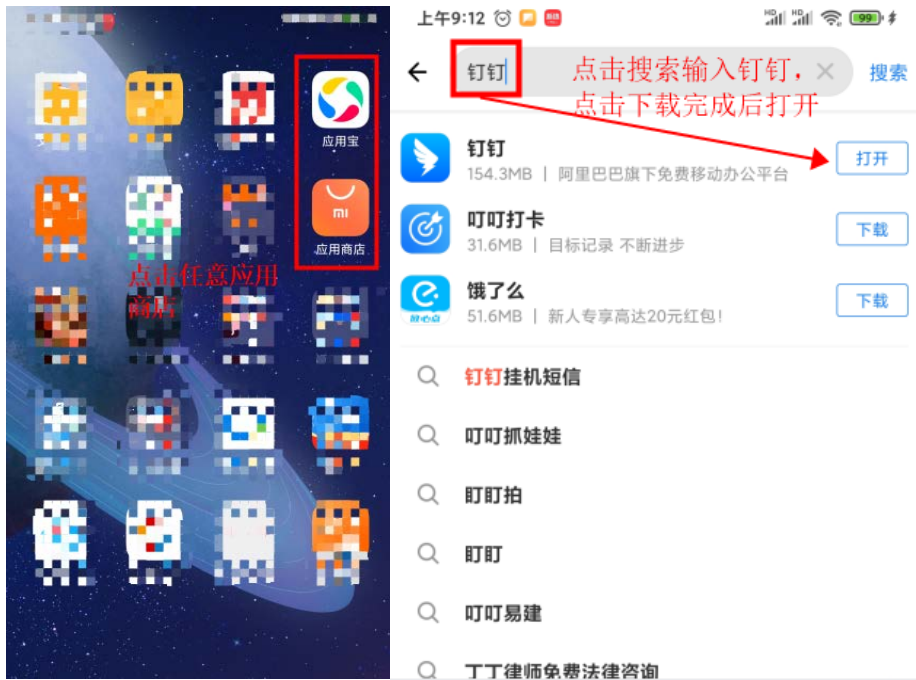 应用宝
mi
应用商店
点击任意应用
商店
上午9:12
HD
HD
99
钉钉
搜索
点击搜索输入钉钉，
点击下载完成后打开
钉钉
154.3MB | 阿里巴巴旗下免费移动办公平台
打开
叮叮打卡
31.6MB | 目标记录 不断进步
下载
饿了么
放心点
51.6MB | 新人专享高达20元红包!
下载
钉钉挂机短信
叮叮抓娃娃
盯盯拍
盯盯
叮叮易建
丁丁律师免费法律咨询